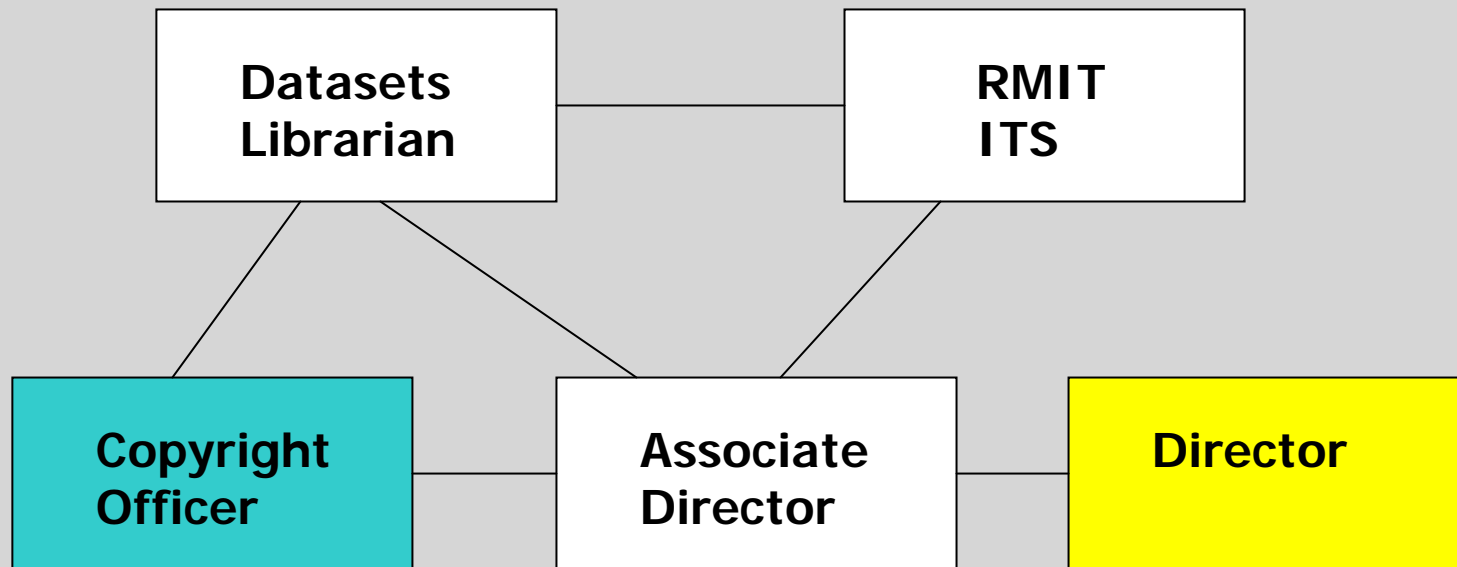 Datasets
Librarian
RMIT
ITS
Copyright
Officer
Associate
Director
Director